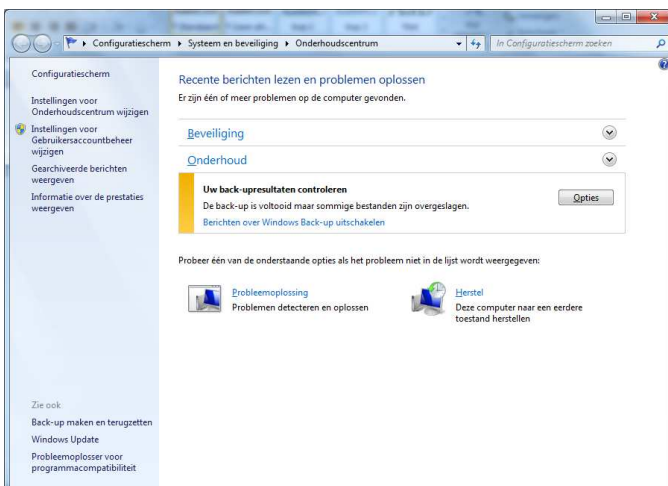 Configuratiescherm ▸ Systeem en beveiliging ▸ Onderhoudscentrum
In Configuratiescherm zoeken
Configuratiescherm
Instellingen voor
Onderhoudscentrum wijzigen
Instellingen voor
Gebruikersaccountbeheer
wijzigen
Gearchiveerde berichten
weergeven
Informatie over de prestaties
weergeven
Recente berichten lezen en problemen oplossen
Er zijn één of meer problemen op de computer gevonden.
Beveiliging
Onderhoud
Uw back-upresultaten controleren
De back-up is voltooid maar sommige bestanden zijn overgeslagen.
Opties
Berichten over Windows Back-up uitschakelen
Probeer één van de onderstaande opties als het probleem niet in de lijst wordt weergegeven:
Probleemoplossing
Problemen detecteren en oplossen
Herstel
Deze computer naar een eerdere
toestand herstellen
Zie ook
Back-up maken en terugzetten
Windows Update
Probleemoplosser voor
programmacompatibiliteit